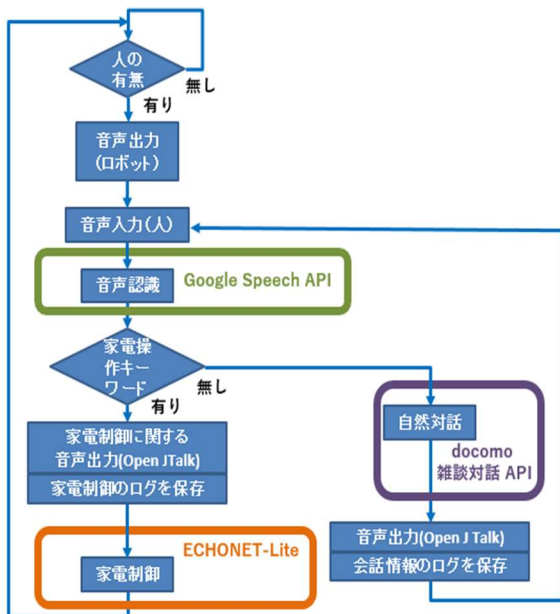 人の
有無
無し
有り
音声出力
(ロボット)
音声入力(人)
音声認識
Google Speech API
家電操
作キー
ワード
無し
有り
家電制御に関する
音声出力(Open JTalk)
家電制御のログを保存
自然対話
docomo
雑談対話 API
ECHONET-Lite
家電制御
音声出力(Open J Talk)
会話情報のログを保存